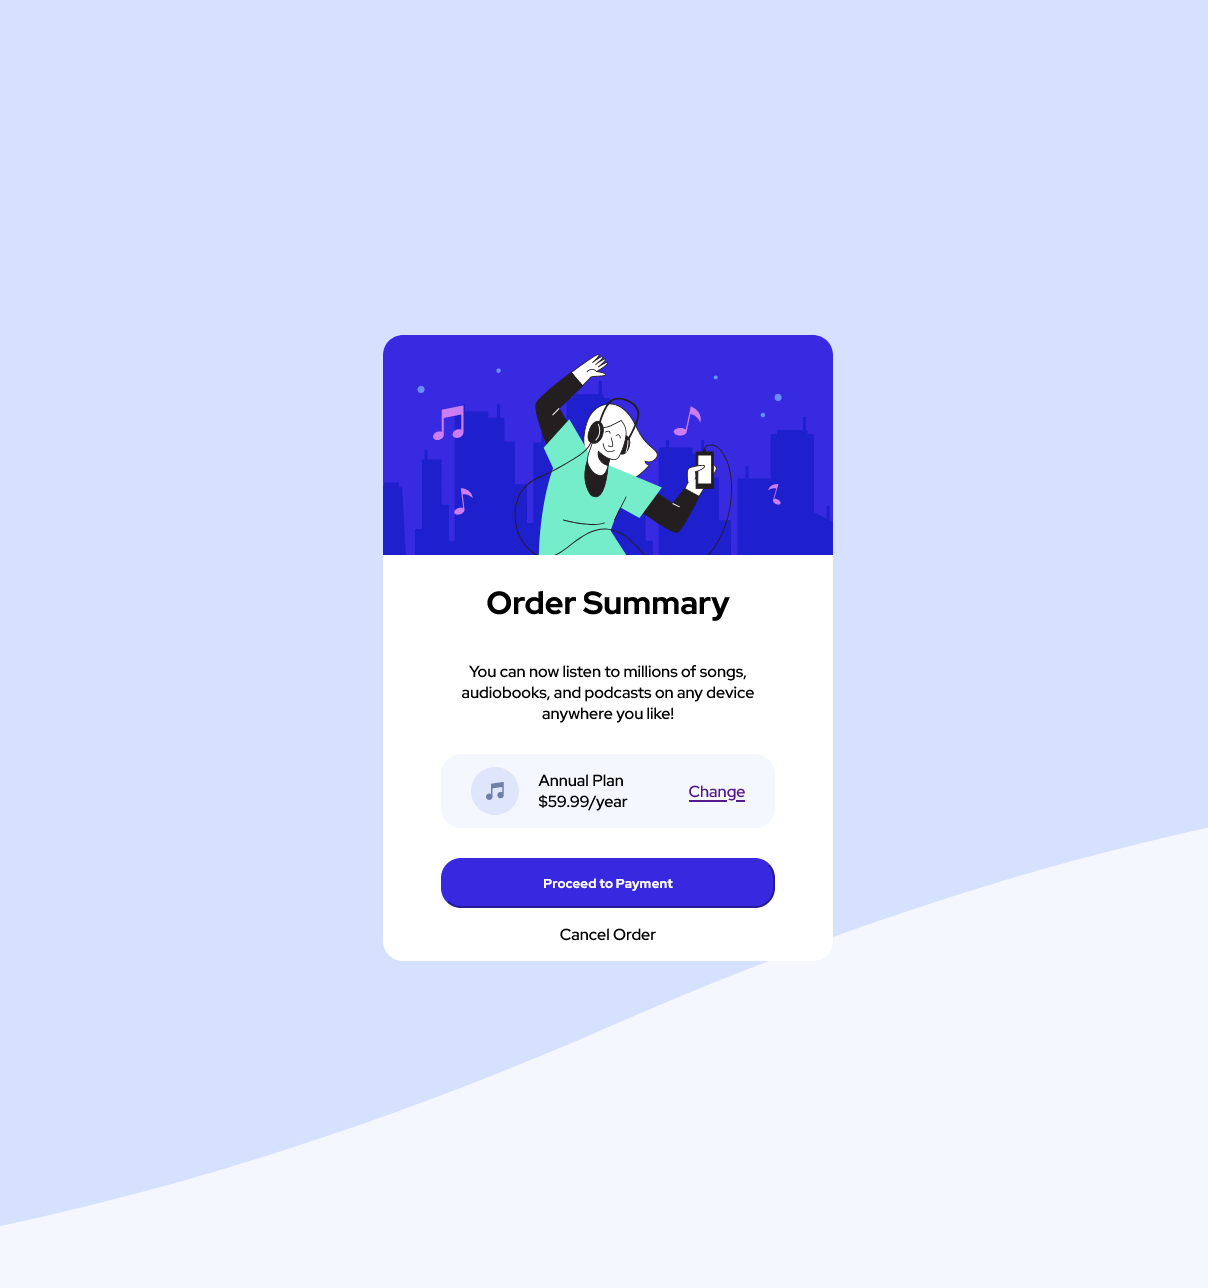 Order Summary
You can now listen to millions of songs,
audiobooks, and podcasts on any device
anywhere you like!
Annual Plan
$59.99/year
Change
Proceed to Payment
Cancel Order